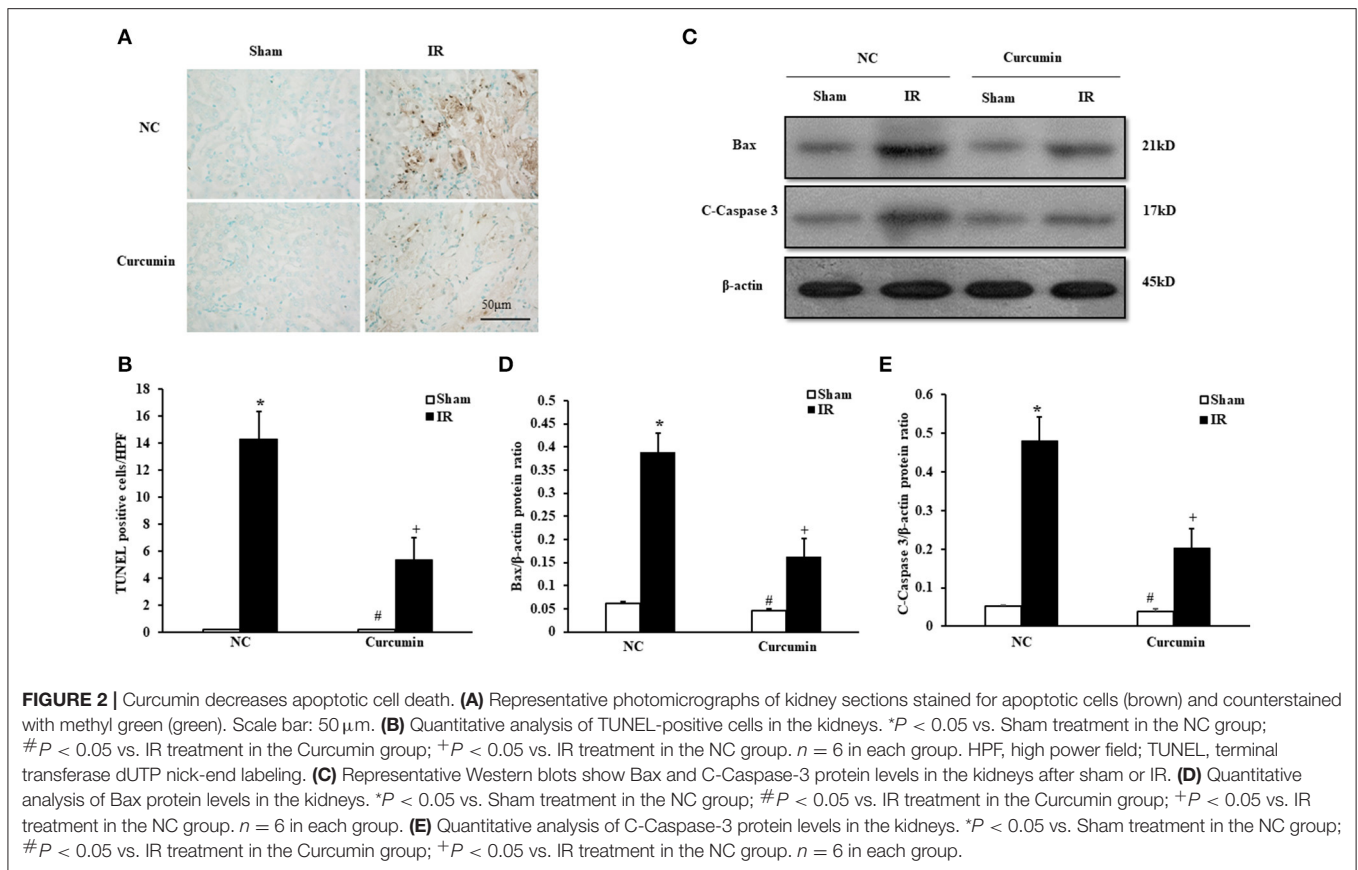 A
Sham IR
NC
Curcumin
50μm
C
NC Curcumin
Sham IR Sham IR
Bax 21kD
C-Caspase 3 17kD
β-actin 45kD
B
TUNEL positive cells/HPF
18
16
14
12
10
8
6
4
2
0
*
#
+
Sham
IR
NC Curcumin
D
Bax/β-actin protein ratio
0.5
0.45
0.4
0.35
0.3
0.25
0.2
0.15
0.1
0.05
0
*
#
+
Sham
IR
NC Curcumin
E
C-Caspase 3/β-actin protein ratio
0.6
0.5
0.4
0.3
0.2
0.1
0
*
#
+
Sham
IR
NC Curcumin
FIGURE 2 | Curcumin decreases apoptotic cell death. (A) Representative photomicrographs of kidney sections stained for apoptotic cells (brown) and counterstained
with methyl green (green). Scale bar: 50 μm. (B) Quantitative analysis of TUNEL-positive cells in the kidneys. *P < 0.05 vs. Sham treatment in the NC group;
#P < 0.05 vs. IR treatment in the Curcumin group; +P < 0.05 vs. IR treatment in the NC group. n = 6 in each group. HPF, high power field; TUNEL, terminal
transferase dUTP nick-end labeling. (C) Representative Western blots show Bax and C-Caspase-3 protein levels in the kidneys after sham or IR. (D) Quantitative
analysis of Bax protein levels in the kidneys. *P < 0.05 vs. Sham treatment in the NC group; #P < 0.05 vs. IR treatment in the Curcumin group; +P < 0.05 vs. IR
treatment in the NC group. n = 6 in each group. (E) Quantitative analysis of C-Caspase-3 protein levels in the kidneys. *P < 0.05 vs. Sham treatment in the NC group;
#P < 0.05 vs. IR treatment in the Curcumin group; +P < 0.05 vs. IR treatment in the NC group. n = 6 in each group.